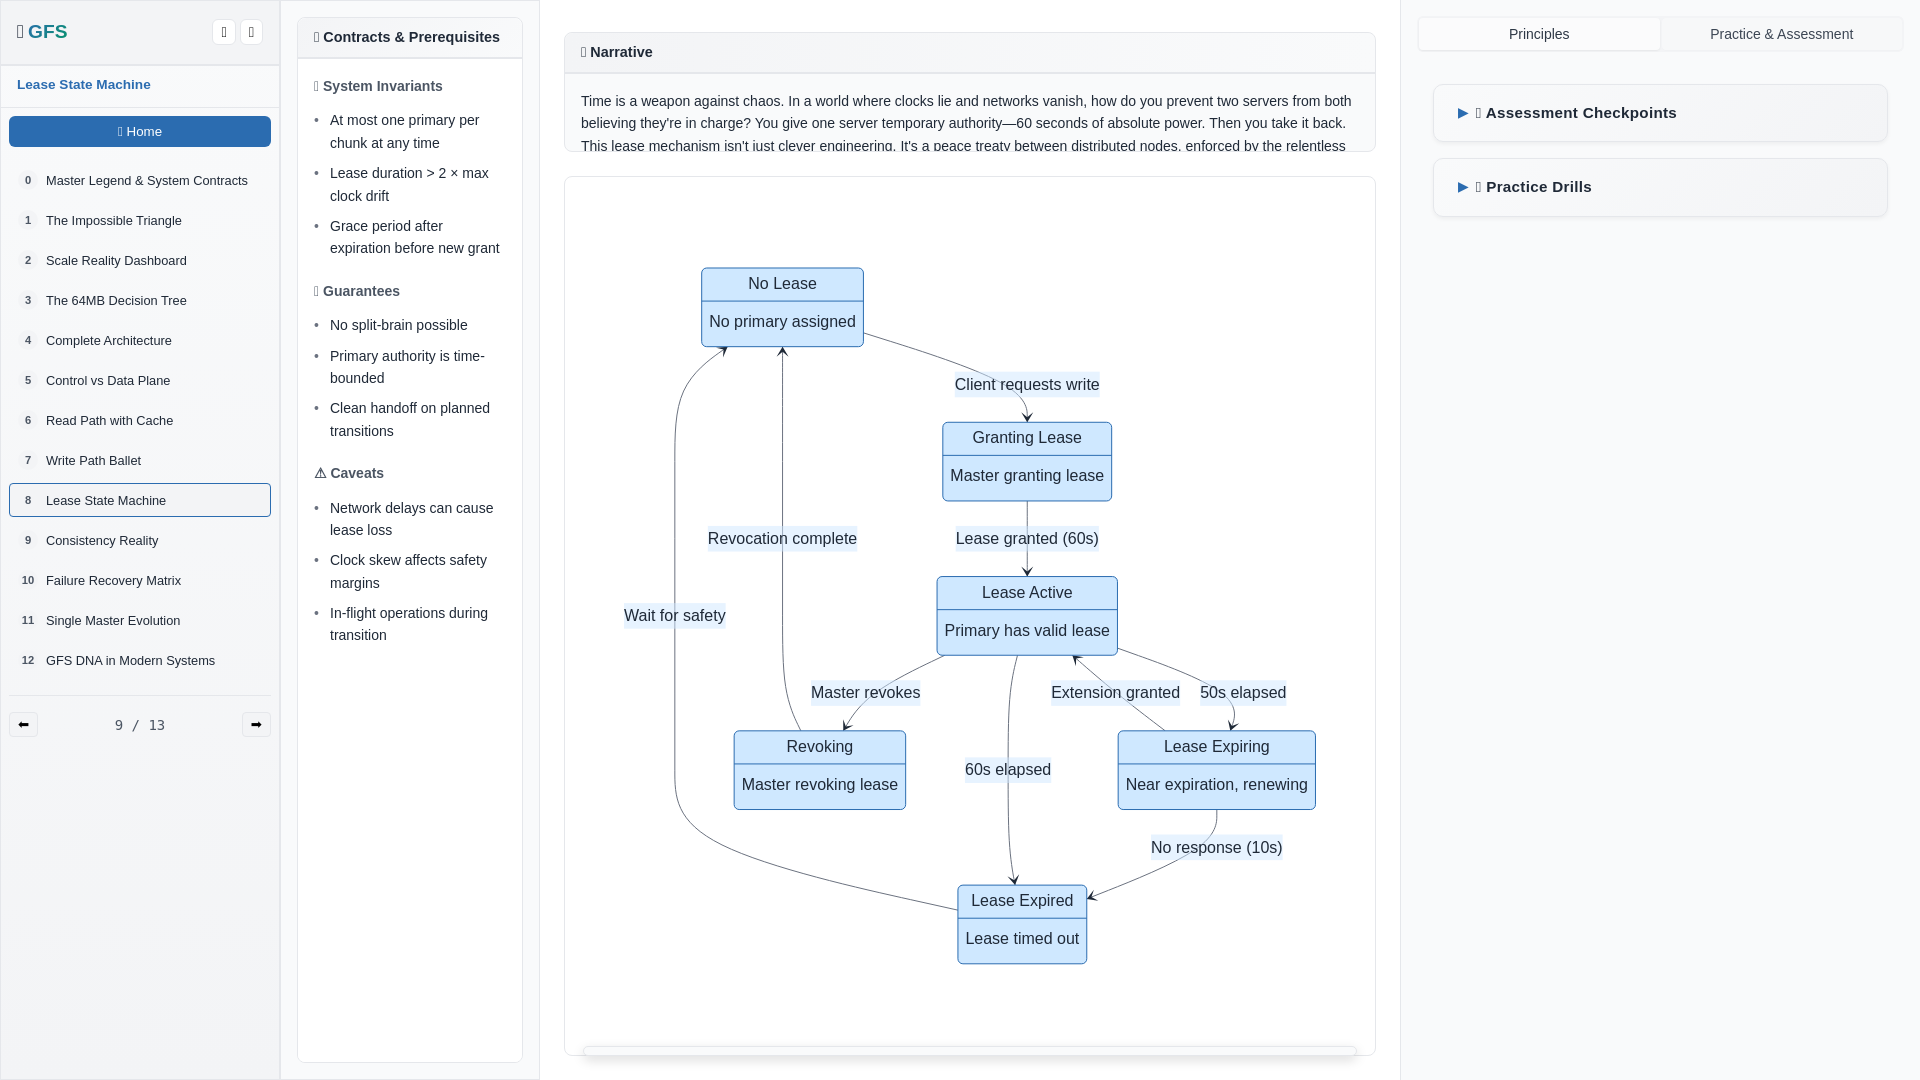 GFS
Lease State Machine
Home
0 Master Legend & System Contracts
1 The Impossible Triangle
2 Scale Reality Dashboard
3 The 64MB Decision Tree
4 Complete Architecture
5 Control vs Data Plane
6 Read Path with Cache
7 Write Path Ballet
8 Lease State Machine
9 Consistency Reality
10 Failure Recovery Matrix
11 Single Master Evolution
12 GFS DNA in Modern Systems
9 / 13
Contracts & Prerequisites
System Invariants
• At most one primary per
chunk at any time
• Lease duration > 2 × max
clock drift
• Grace period after
expiration before new grant
Guarantees
• No split-brain possible
• Primary authority is time-
bounded
• Clean handoff on planned
transitions
⚠ Caveats
• Network delays can cause
lease loss
• Clock skew affects safety
margins
• In-flight operations during
transition
Narrative
Time is a weapon against chaos. In a world where clocks lie and networks vanish, how do you prevent two servers from both
believing they're in charge? You give one server temporary authority—60 seconds of absolute power. Then you take it back.
This lease mechanism isn't just clever engineering. It's a peace treaty between distributed nodes, enforced by the relentless
No Lease
No primary assigned
Client requests write
Granting Lease
Master granting lease
Revocation complete
Lease granted (60s)
Lease Active
Primary has valid lease
Wait for safety
Master revokes
Extension granted
50s elapsed
Revoking
Master revoking lease
60s elapsed
Lease Expiring
Near expiration, renewing
No response (10s)
Lease Expired
Lease timed out
Principles
Practice & Assessment
▶ Assessment Checkpoints
▶ Practice Drills